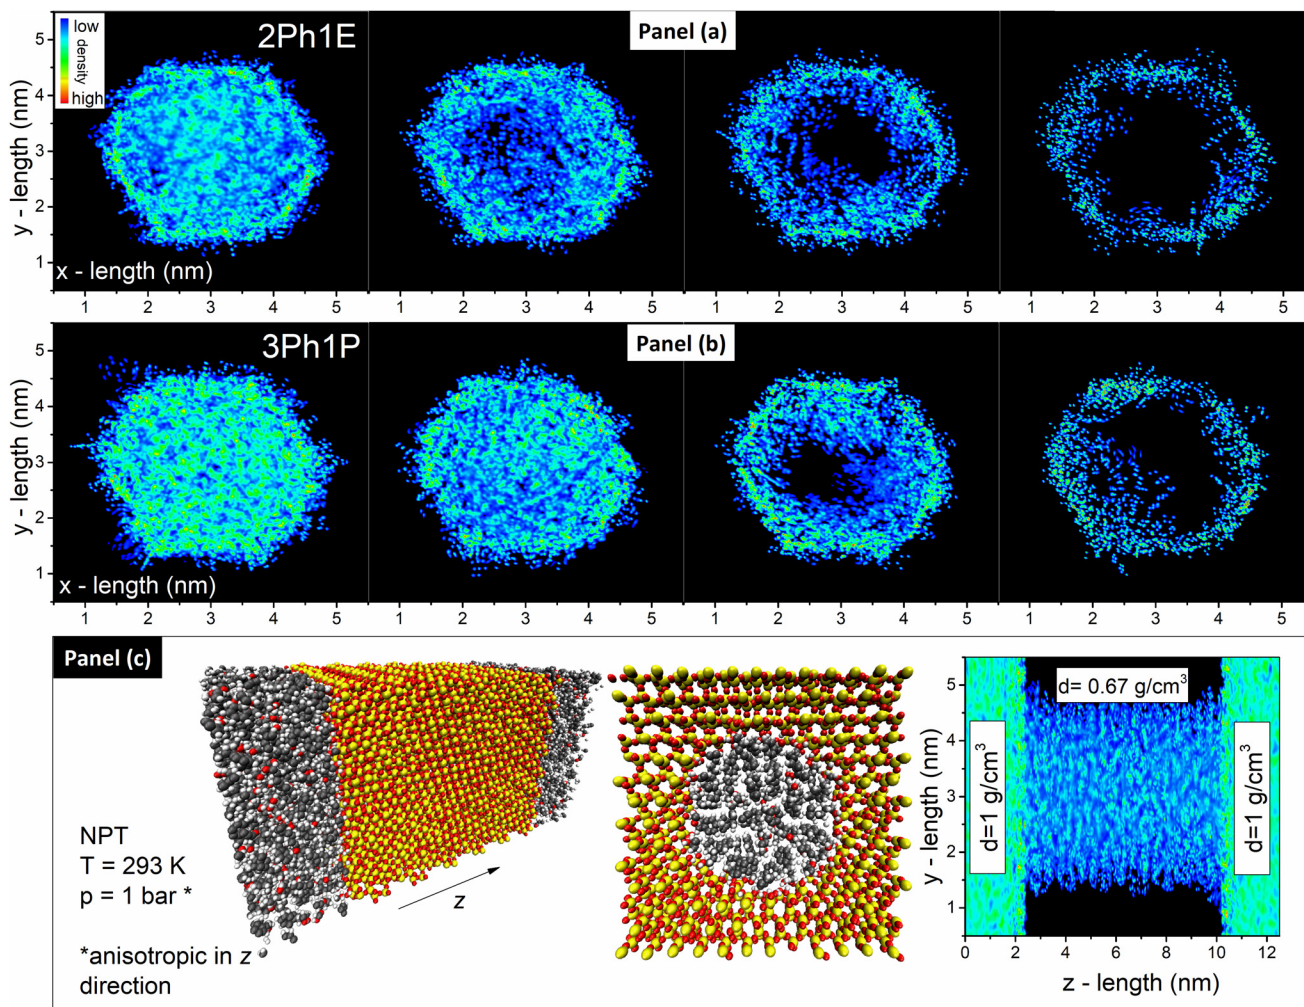 low
density
high
2Ph1E
Panel (a)
y - length (nm)
5
4
3
2
1
x - length (nm)
1 2 3 4 5 1 2 3 4 5 1 2 3 4 5 1 2 3 4 5
3Ph1P
Panel (b)
y - length (nm)
5
4
3
2
1
x - length (nm)
1 2 3 4 5 1 2 3 4 5 1 2 3 4 5 1 2 3 4 5
Panel (c)
NPT
T = 293 K
p = 1 bar *
*anisotropic in z
direction
z
d= 0.67 g/cm³
d=1 g/cm³
d=1 g/cm³
y - length (nm)
5
4
3
2
1
0 2 4 6 8 10 12
z - length (nm)